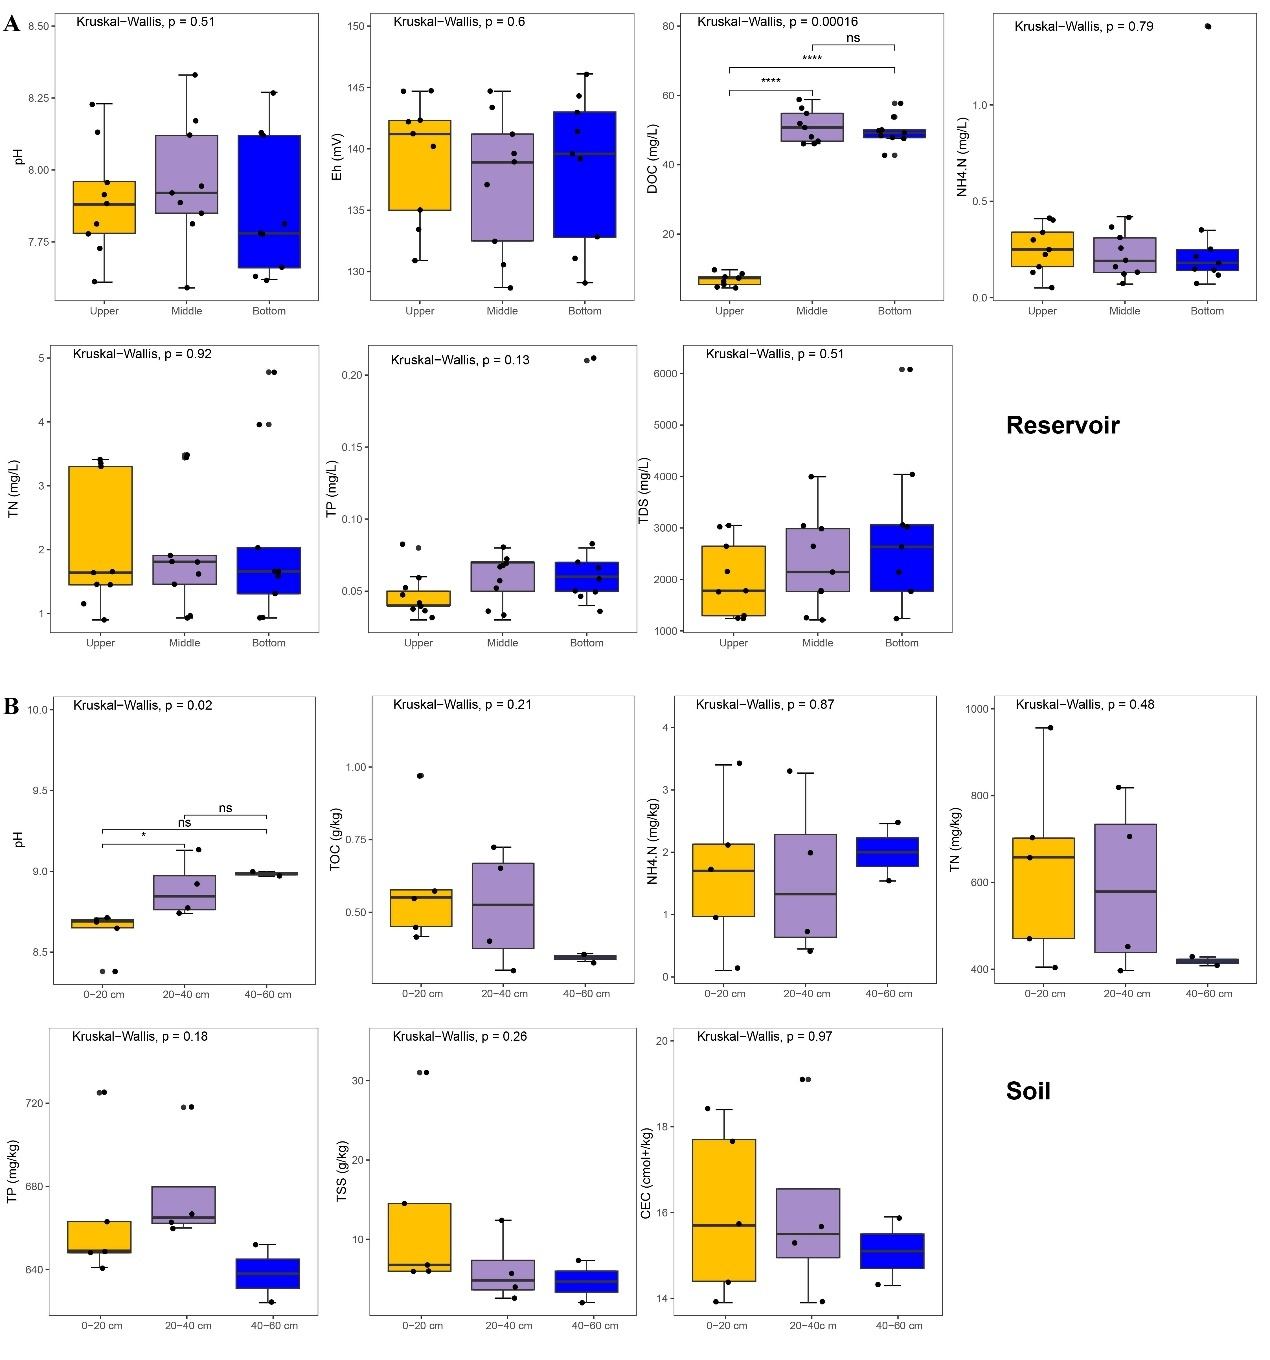 A
Kruskal−Wallis, p = 0.51
8.50
8.25
8.00
7.75
pH
Upper
Middle
Bottom
Kruskal−Wallis, p = 0.6
150
145
140
135
130
Eh (mV)
Upper
Middle
Bottom
Kruskal−Wallis, p = 0.00016
ns
****
****
80
60
40
20
DOC (mg/L)
Upper
Middle
Bottom
Kruskal−Wallis, p = 0.79
1.0
0.5
0.0
NH4.N (mg/L)
Upper
Middle
Bottom
Kruskal−Wallis, p = 0.92
5
4
3
2
1
TN (mg/L)
Upper
Middle
Bottom
Kruskal−Wallis, p = 0.13
0.20
0.15
0.10
0.05
TP (mg/L)
Upper
Middle
Bottom
Kruskal−Wallis, p = 0.51
6000
5000
4000
3000
2000
1000
TDS (mg/L)
Upper
Middle
Bottom
Reservoir
B
Kruskal−Wallis, p = 0.02
ns
ns
*
10.0
9.5
9.0
8.5
pH
0−20 cm
20−40 cm
40−60 cm
Kruskal−Wallis, p = 0.21
1.00
0.75
0.50
TOC (g/kg)
0−20 cm
20−40 cm
40−60 cm
Kruskal−Wallis, p = 0.87
4
3
2
1
0
NH4.N (mg/kg)
0−20 cm
20−40 cm
40−60 cm
Kruskal−Wallis, p = 0.48
1000
800
600
400
TN (mg/kg)
0−20 cm
20−40 cm
40−60 cm
Kruskal−Wallis, p = 0.18
720
680
640
TP (mg/kg)
0−20 cm
20−40 cm
40−60 cm
Kruskal−Wallis, p = 0.26
30
20
10
TSS (g/kg)
0−20 cm
20−40 cm
40−60 cm
Kruskal−Wallis, p = 0.97
20
18
16
14
CEC (cmol+/kg)
0−20 cm
20−40c m
40−60 cm
Soil